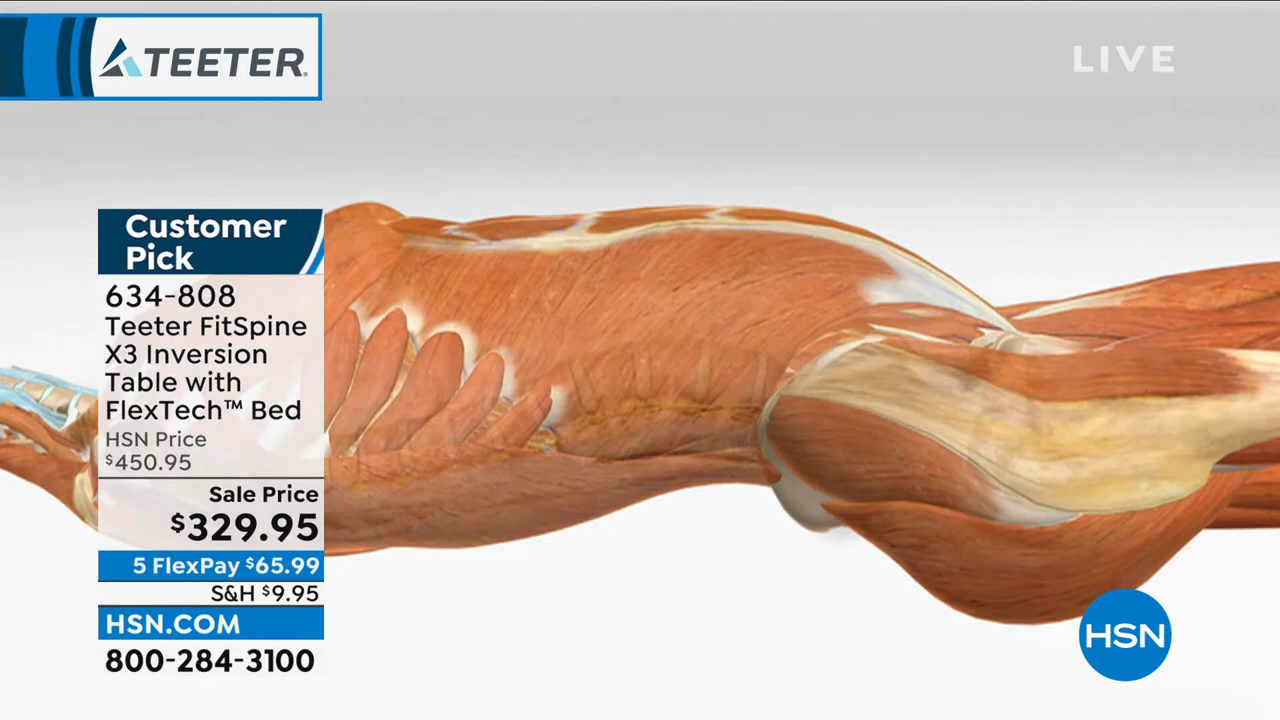 TEETER
LIVE
Customer
Pick
634-808
Teeter FitSpine
X3 Inversion
Table with
FlexTech™ Bed
HSN Price
$450.95
Sale Price
$329.95
5 FlexPay $65.99
S&H $9.95
HSN.COM
800-284-3100
HSN